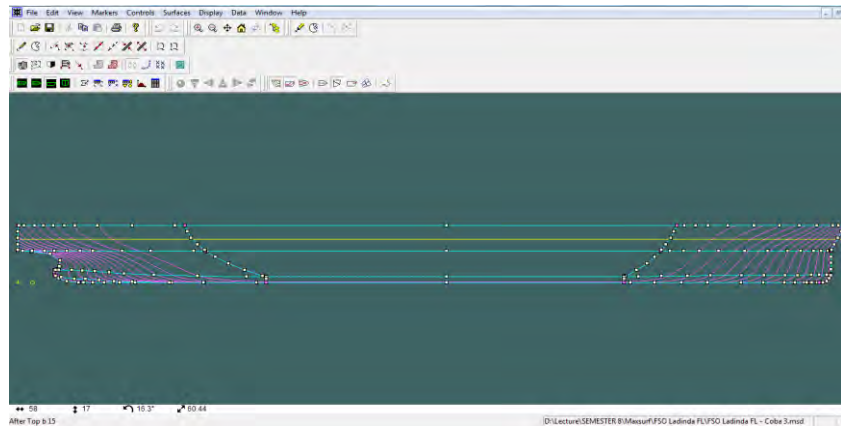 File Edit View Markers Controls Surfaces Display Data Window Help
58 17 16.3° 60.44
After Top b 15 D:\Lecture\SEMESTER 8\Maxsurf\FSO Ladinda FL\FSO Ladinda FL - Coba 3.msd